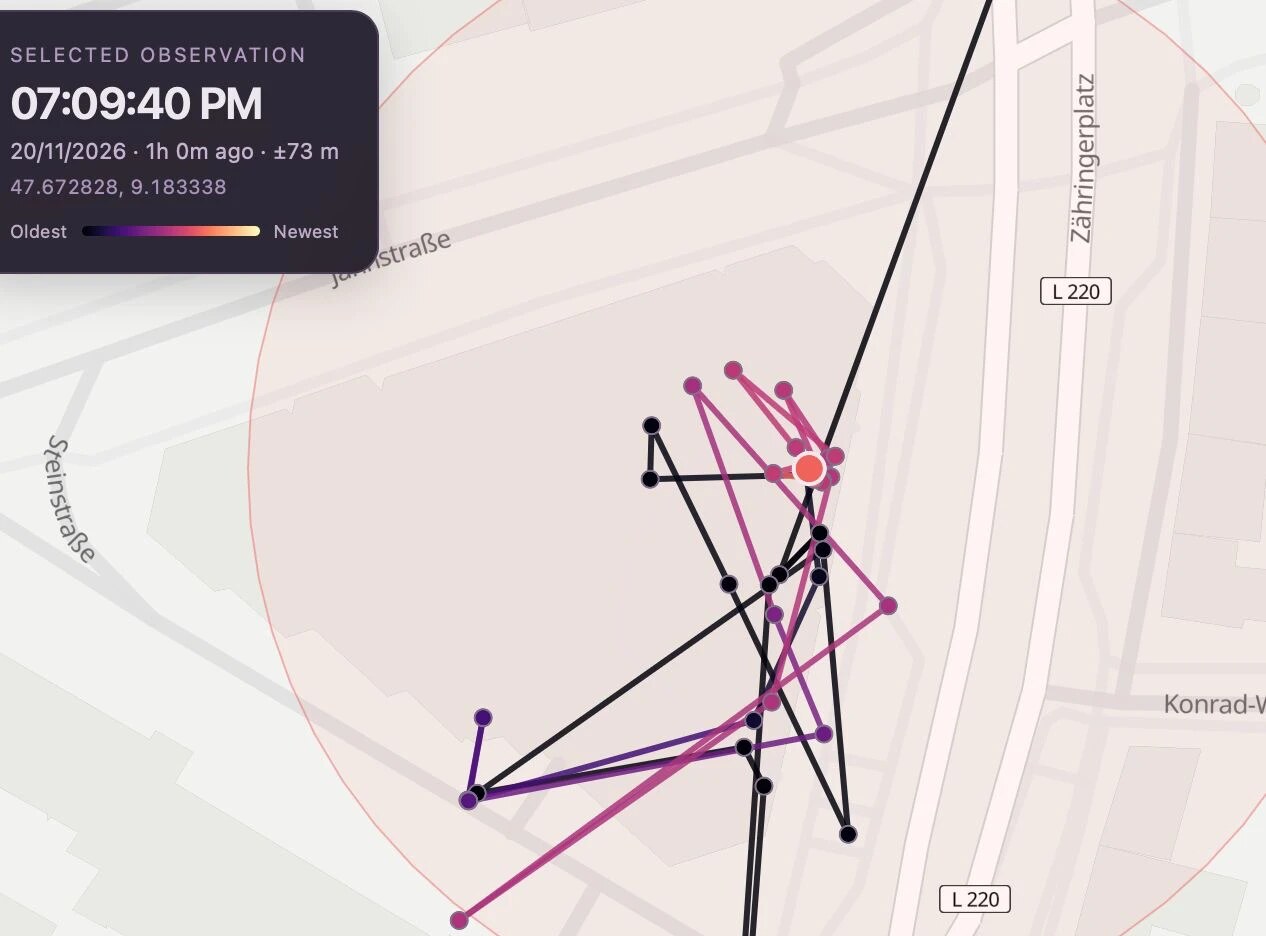 SELECTED OBSERVATION
07:09:40 PM
20/11/2026 · 1h 0m ago · ±73 m
47.672828, 9.183338
Oldest Newest
Jahnstraße
Zähringerplatz
L 220
Steinstraße
Konrad-W
L 220